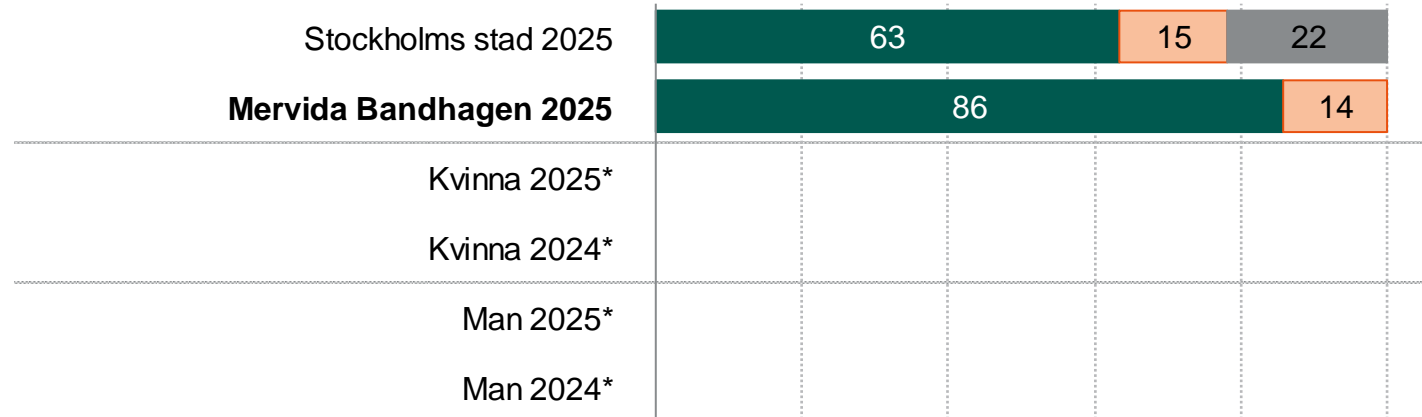 Stockholms stad 2025 63 15 22
Mervida Bandhagen 2025 86 14
Kvinna 2025*
Kvinna 2024*
Man 2025*
Man 2024*